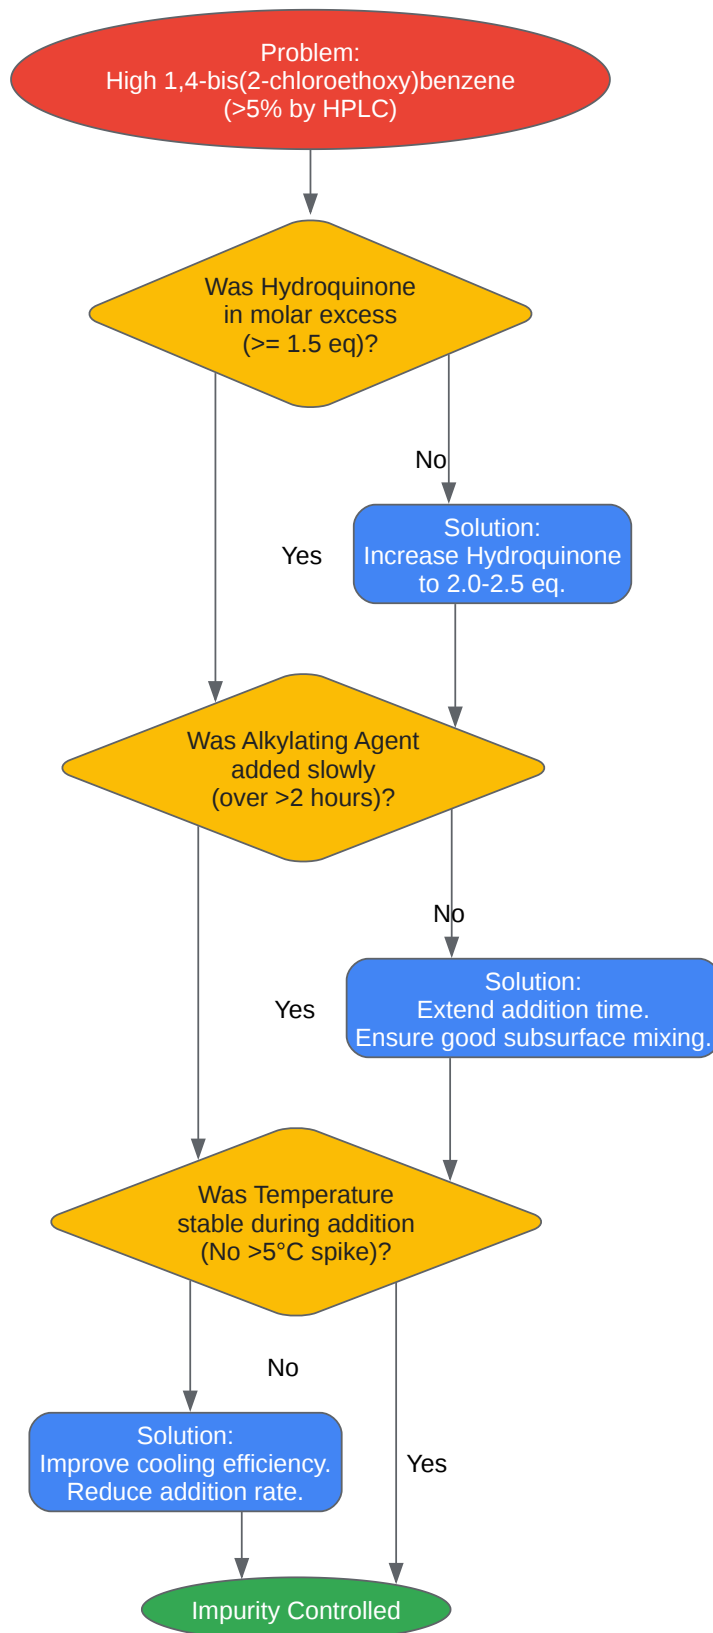 Problem:
High 1,4-bis(2-chloroethoxy)benzene
(>5% by HPLC)
Was Hydroquinone
in molar excess
(>= 1.5 eq)?
No
Solution:
Increase Hydroquinone
to 2.0-2.5 eq.
Yes
Was Alkylating Agent
added slowly
(over >2 hours)?
No
Solution:
Extend addition time.
Ensure good subsurface mixing.
Yes
Was Temperature
stable during addition
(No >5°C spike)?
No
Solution:
Improve cooling efficiency.
Reduce addition rate.
Yes
Impurity Controlled